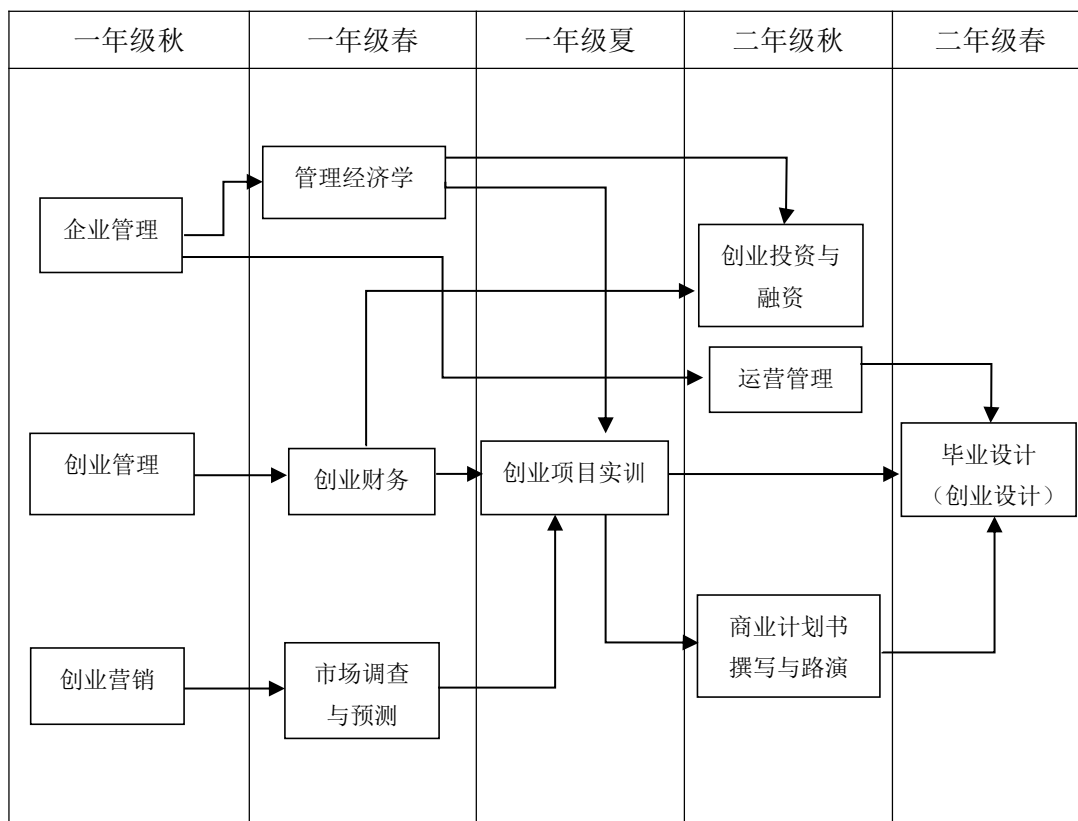 一年级秋
一年级春
一年级夏
二年级秋
二年级春
企业管理
创业管理
创业营销
管理经济学
创业财务
市场调查
与预测
创业项目实训
创业投资与
融资
运营管理
商业计划书
撰写与路演
毕业设计
（创业设计）